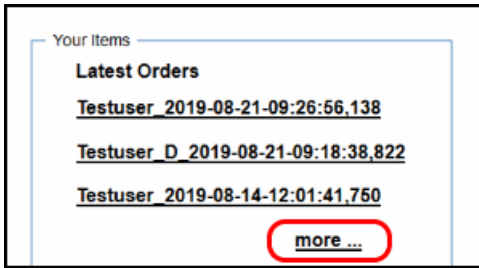 Your Items
Latest Orders
Testuser_2019-08-21-09:26:56,138
Testuser_D_2019-08-21-09:18:38,822
Testuser_2019-08-14-12:01:41,750
more ...